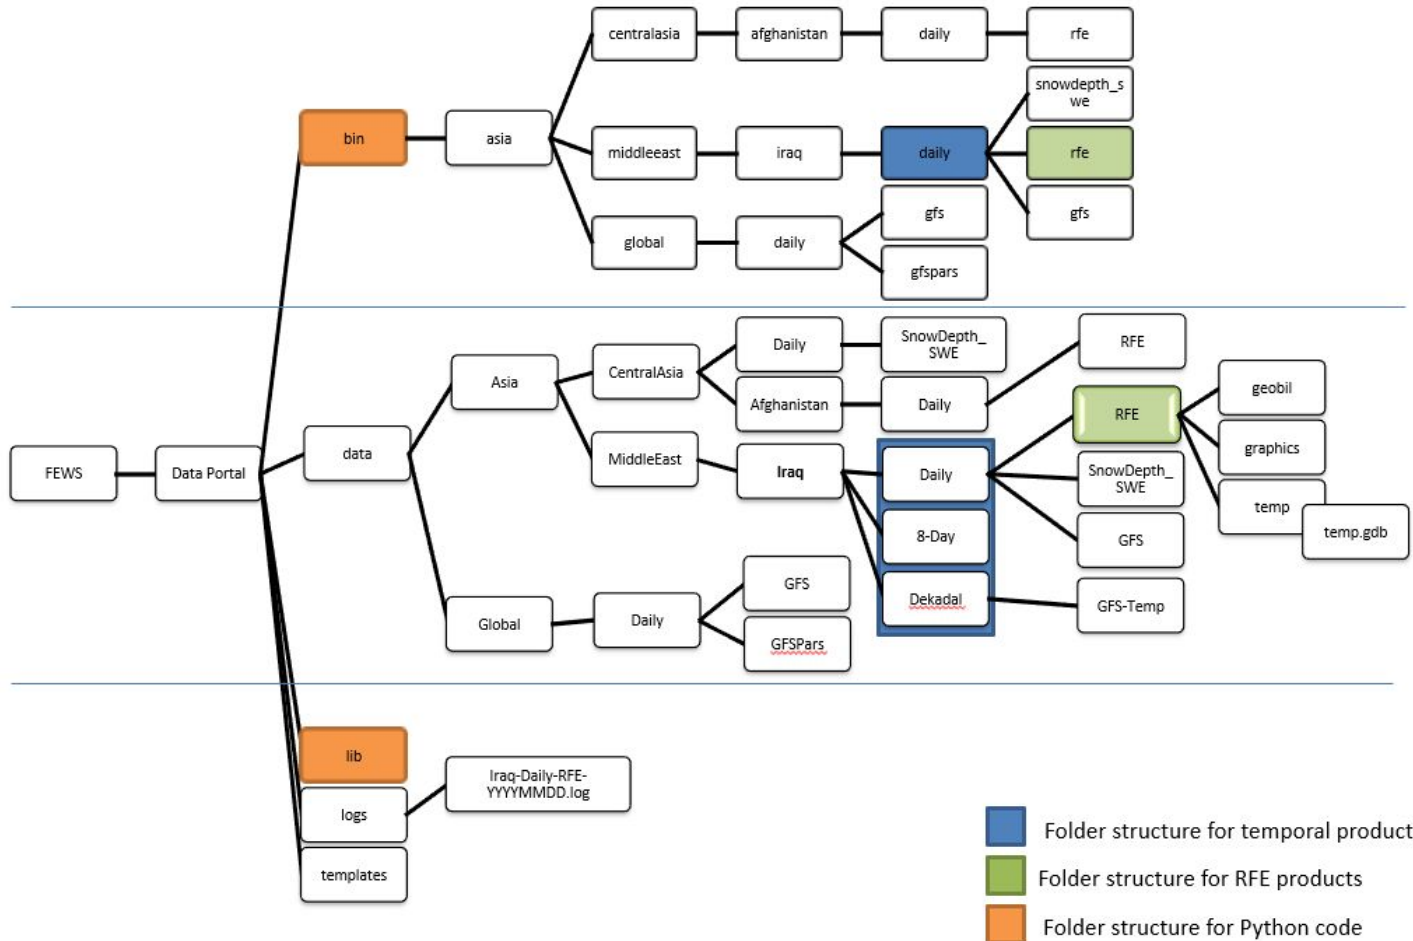 centralasia
afghanistan
daily
rfe
snowdepth_s
we
bin
asia
middleeast
iraq
daily
rfe
gfs
gfs
global
daily
gfspars
Daily
SnowDepth_
SWE
RFE
Asia
CentralAsia
geobil
Afghanistan
Daily
RFE
FEWS
Data Portal
data
MiddleEast
Iraq
Daily
SnowDepth_
SWE
graphics
temp
temp.gdb
8-Day
GFS
GFS
Dekadal
GFS-Temp
Global
Daily
GFSPars
lib
Iraq-Daily-RFE-
YYYYMMDD.log
logs
templates
Folder structure for temporal product
Folder structure for RFE products
Folder structure for Python code